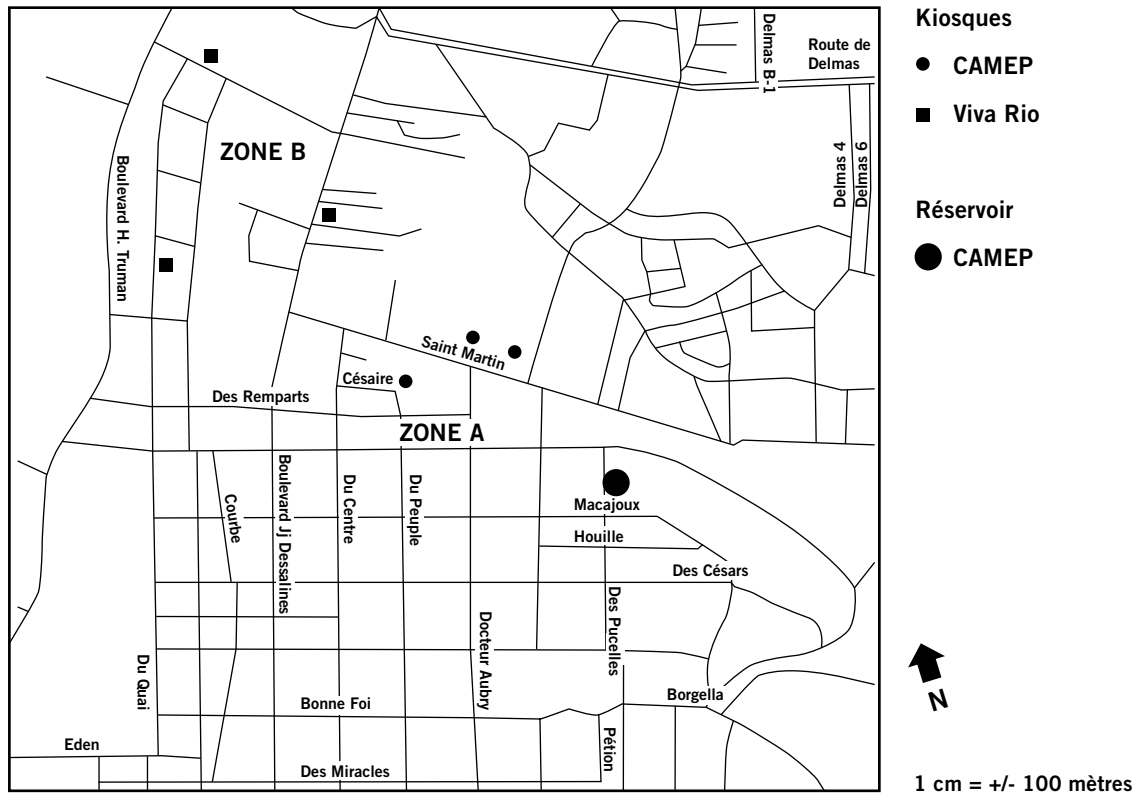 Kiosques
CAMEP
Viva Rio
Réservoir
CAMEP
Delmas B-1
Route de
Delmas
Delmas 4
Delmas 6
ZONE B
Boulevard H. Truman
Saint Martin
Césaire
Des Remparts
ZONE A
Courbe
Boulevard Jj Dessalines
Du Centre
Du Peuple
Macajoux
Houille
Des Césars
Des Pucelles
Docteur Aubry
Du Quai
Borgella
Bonne Foi
Pétion
Eden
Des Miracles
N
1 cm = +/- 100 mètres